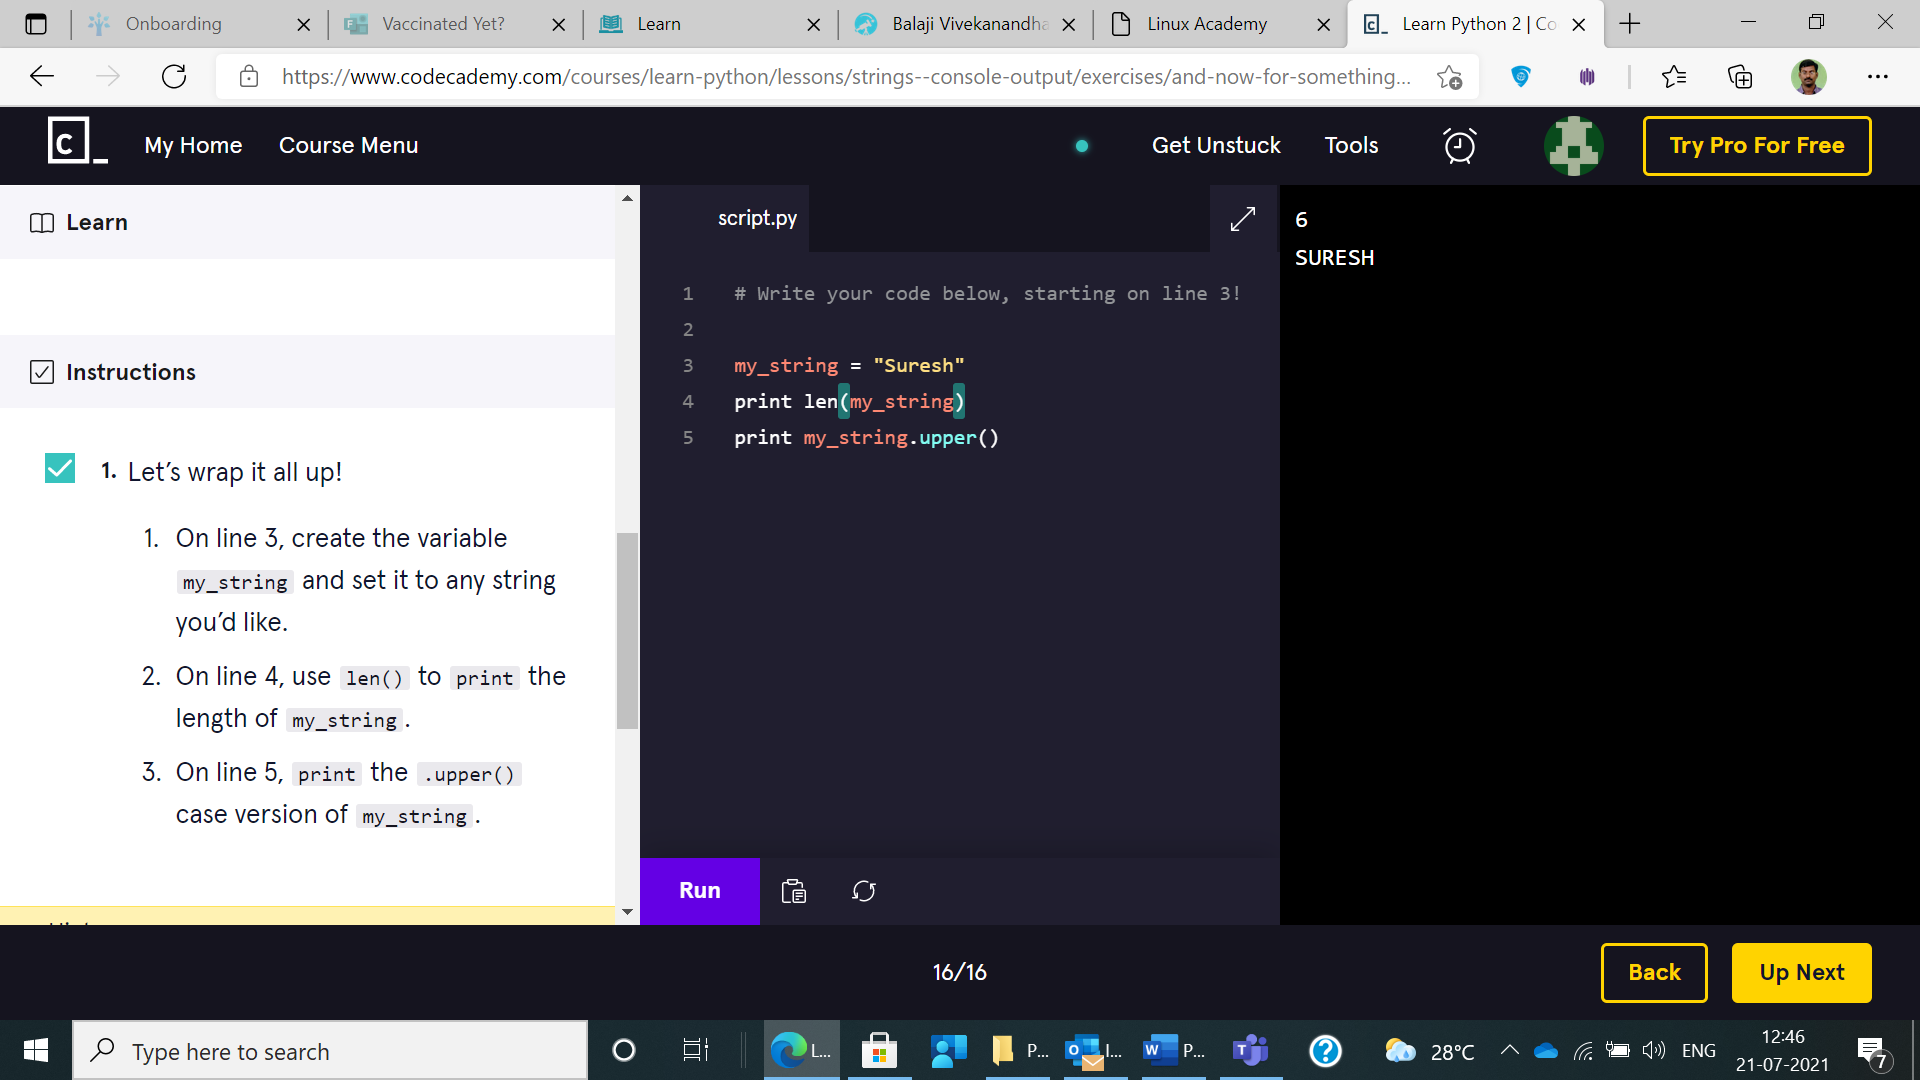 Onboarding
Vaccinated Yet?
Learn
Balaji Vivekanandha
Linux Academy
Learn Python 2 | Co
https://www.codecademy.com/courses/learn-python/lessons/strings--console-output/exercises/and-now-for-something...
c_
My Home
Course Menu
Get Unstuck
Tools
Try Pro For Free
Learn
Instructions
1. Let's wrap it all up!
1. On line 3, create the variable
my_string and set it to any string
you'd like.
2. On line 4, use len() to print the
length of my_string.
3. On line 5, print the .upper()
case version of my_string.
script.py
1 # Write your code below, starting on line 3!
2
3 my_string = "Suresh"
4 print len(my_string)
5 print my_string.upper()
Run
6
SURESH
16/16
Back
Up Next
Type here to search
L...
P...
I...
P...
28°C
ENG
12:46
21-07-2021
7